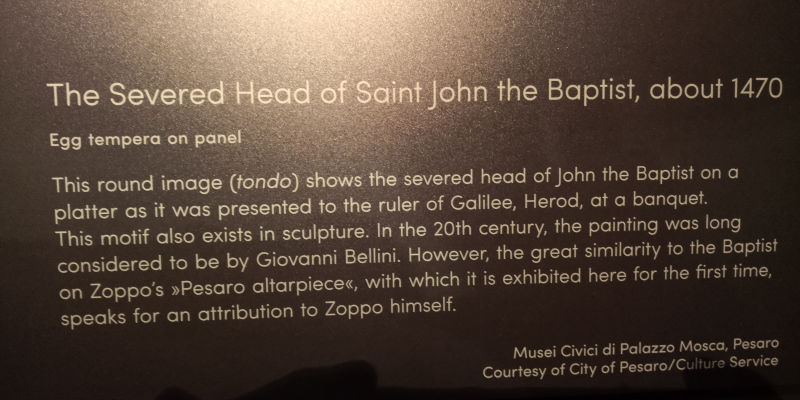 The Severed Head of Saint John the Baptist, about 1470
Egg tempera on panel
This round image (tondo) shows the severed head of John the Baptist on a
platter as it was presented to the ruler of Galilee, Herod, at a banquet.
This motif also exists in sculpture. In the 20th century, the painting was long
considered to be by Giovanni Bellini. However, the great similarity to the Baptist
on Zoppo's »Pesaro altarpiece«, with which it is exhibited here for the first time,
speaks for an attribution to Zoppo himself.
Musei Civici di Palazzo Mosca, Pesaro
Courtesy of City of Pesaro/Culture Service